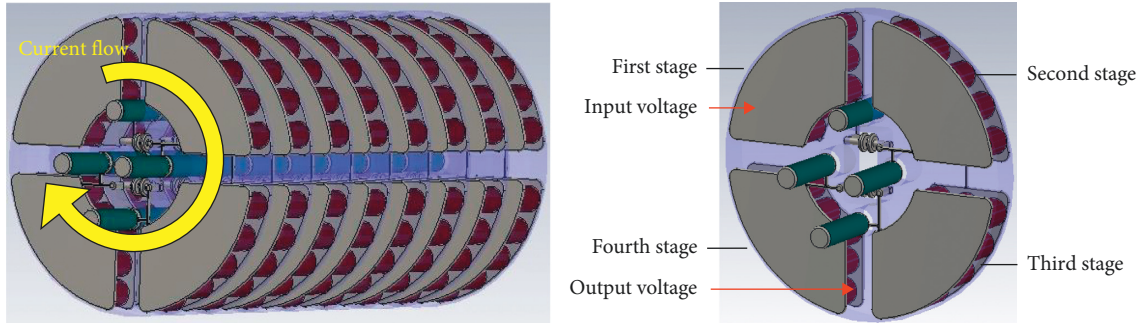 Current flow
First stage
Input voltage
Second stage
Fourth stage
Output voltage
Third stage